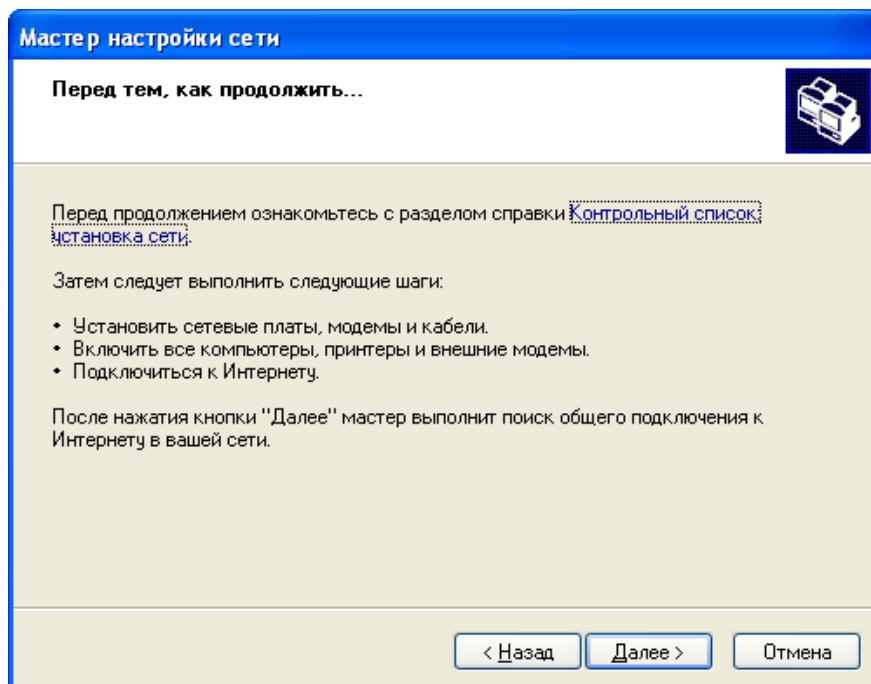 Мастер настройки сети
Перед тем, как продолжить...
Перед продолжением ознакомьтесь с разделом справки Контрольный список:
установка сети.
Затем следует выполнить следующие шаги:
• Установить сетевые платы, модемы и кабели.
• Включить все компьютеры, принтеры и внешние модемы.
• Подключиться к Интернету.
После нажатия кнопки "Далее" мастер выполнит поиск общего подключения к
Интернету в вашей сети.
< Назад Далее > Отмена